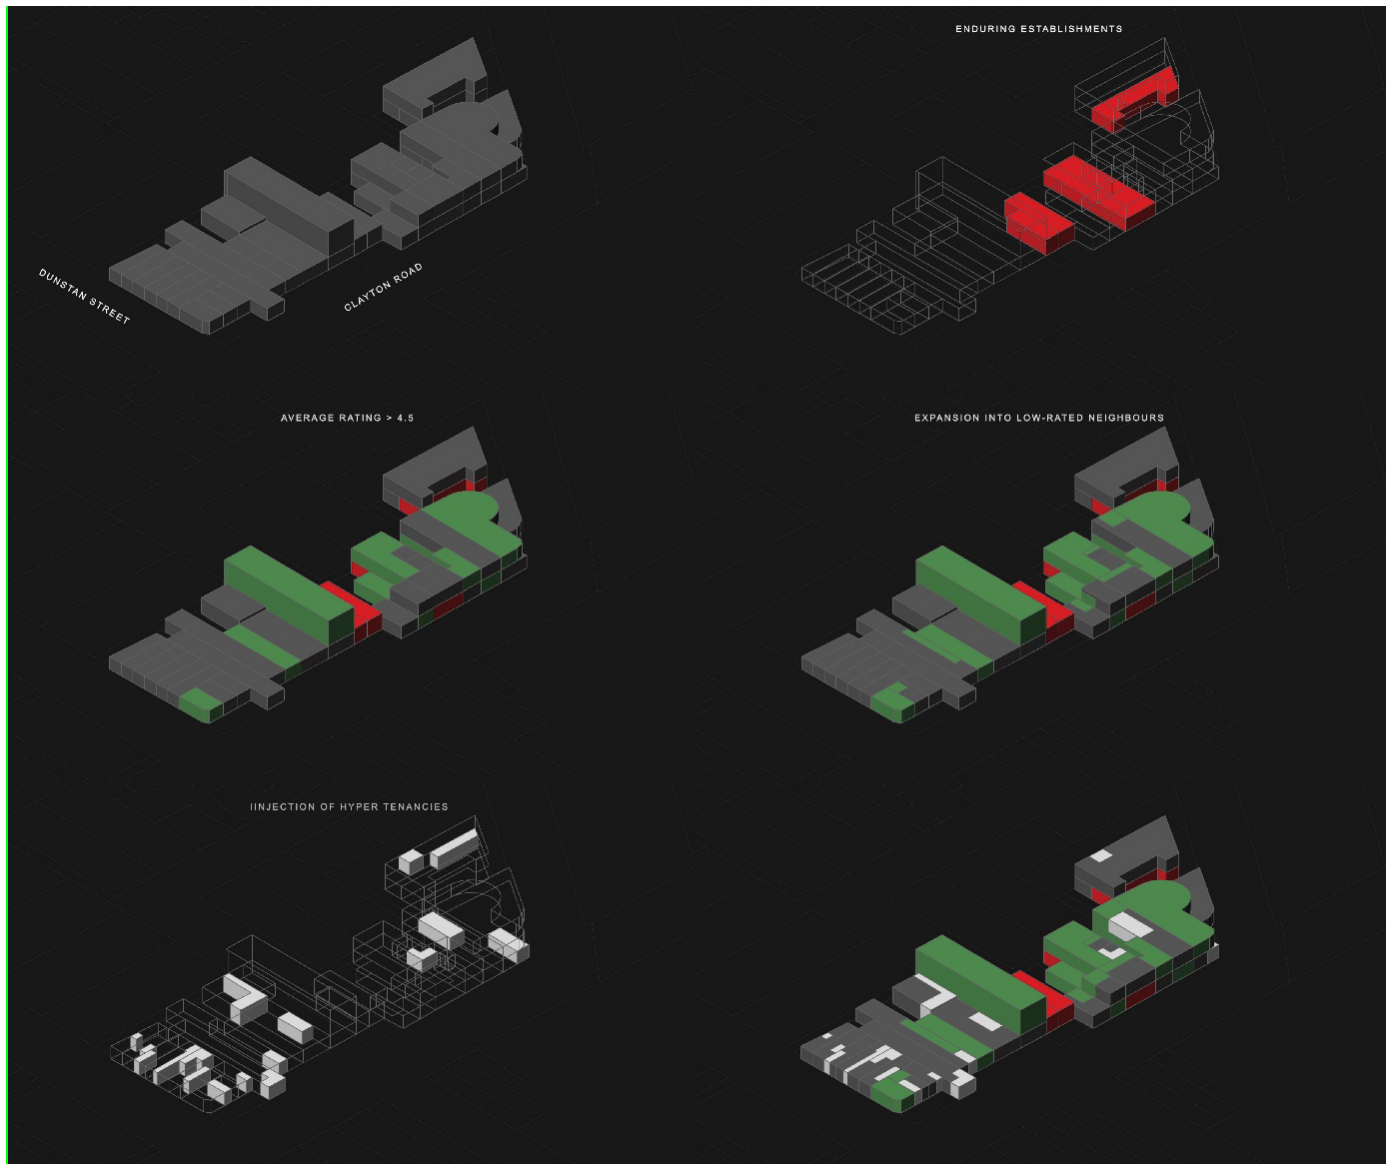 ENDURING ESTABLISHMENTS
DUNSTAN STREET
CLAYTON ROAD
AVERAGE RATING > 4.5
EXPANSION INTO LOW-RATED NEIGHBOURS
IINJECTION OF HYPER TENANCIES